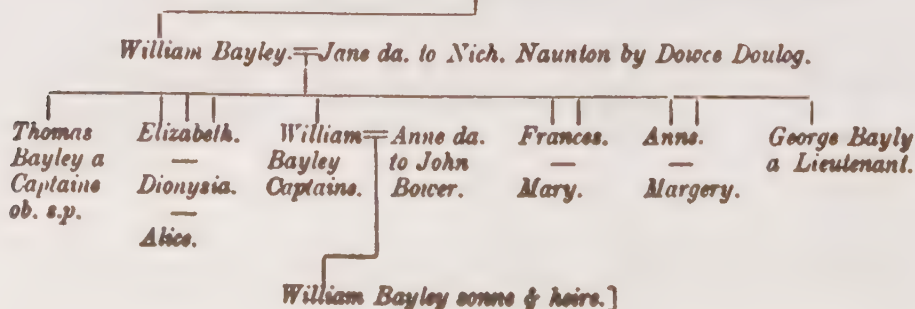 William Bayley. = Jane da. to Nich. Naunton by Dowce Doulog.
Thomas Bayley a Captaine ob. s.p.
Elizabeth.
—
Dionysia.
—
Alice.
William Bayley Captaine. = Anne da. to John Bower.
Frances.
—
Mary.
Anne.
—
Margery.
George Bayly a Lieutenant.
William Bayley sonne & heire.]